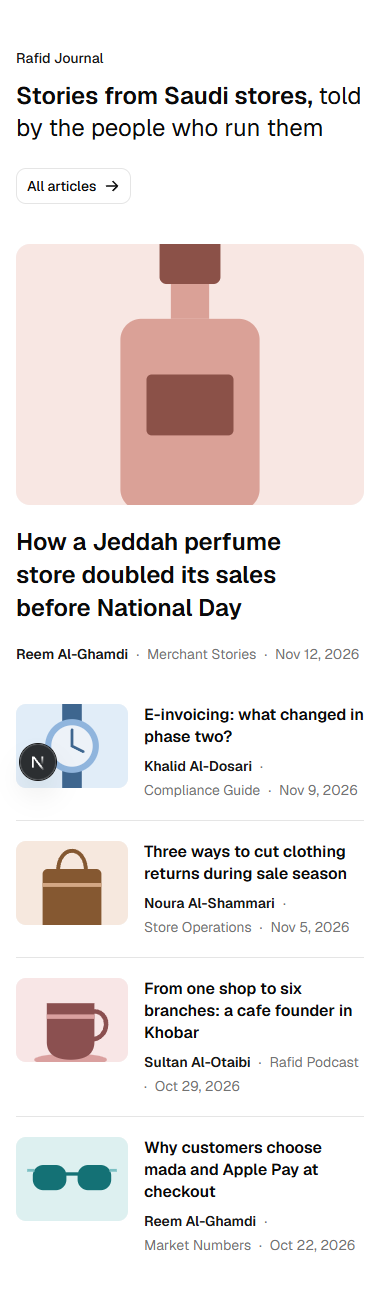 Rafid Journal
Stories from Saudi stores, told
by the people who run them
All articles →
How a Jeddah perfume
store doubled its sales
before National Day
Reem Al-Ghamdi · Merchant Stories · Nov 12, 2026
N
E-invoicing: what changed in
phase two?
Khalid Al-Dosari ·
Compliance Guide · Nov 9, 2026
Three ways to cut clothing
returns during sale season
Noura Al-Shammari ·
Store Operations · Nov 5, 2026
From one shop to six
branches: a cafe founder in
Khobar
Sultan Al-Otaibi · Rafid Podcast
· Oct 29, 2026
Why customers choose
mada and Apple Pay at
checkout
Reem Al-Ghamdi ·
Market Numbers · Oct 22, 2026